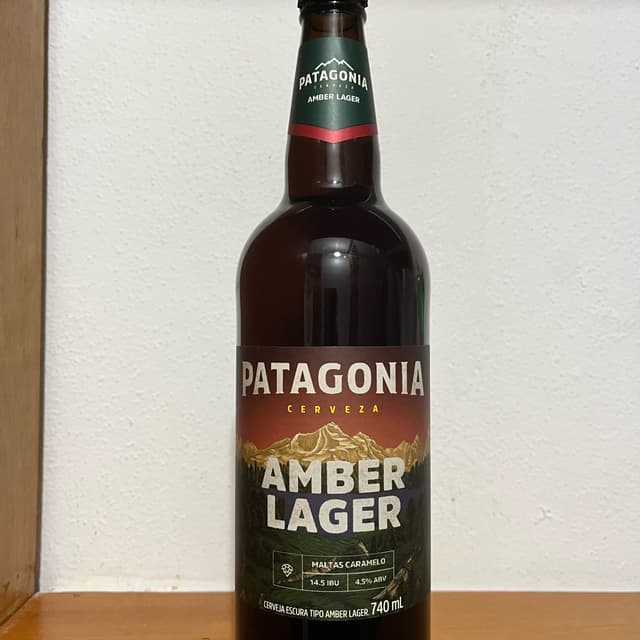 PATAGONIA
CERVEZA
AMBER LAGER
PATAGONIA
CERVEZA
AMBER
LAGER
MALTAS CARAMELO
14.5 IBU 4.5% ABV
CERVEJA ESCURA TIPO AMBER LAGER. 740 mL